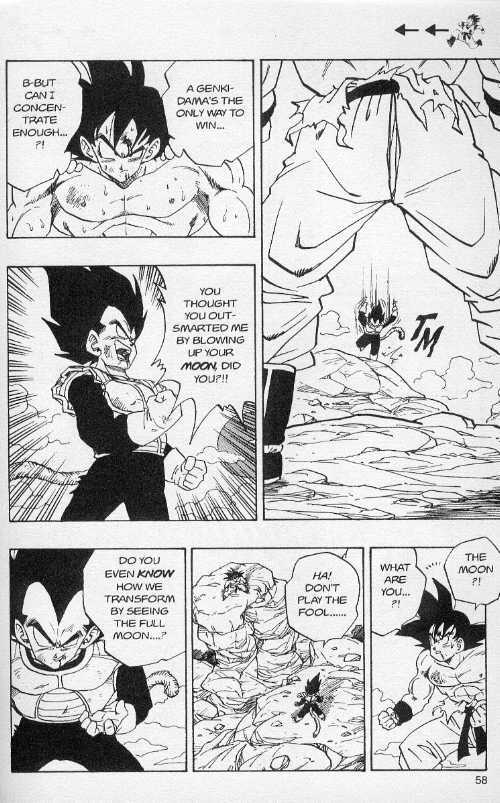 TM
A GENKI-
DAMA'S THE
ONLY WAY TO
WIN...
B-BUT
CAN I
CONCEN-
TRATE
ENOUGH...
?!
YOU
THOUGHT
YOU OUT-
SMARTED ME
BY BLOWING
UP YOUR
MOON, DID
YOU?!!
THE
MOON
?!
.....
WHAT
ARE
YOU...
?!
HA!
DON'T
PLAY THE
FOOL......
DO YOU
EVEN KNOW
HOW WE
TRANSFORM
BY SEEING
THE FULL
MOON....?
58